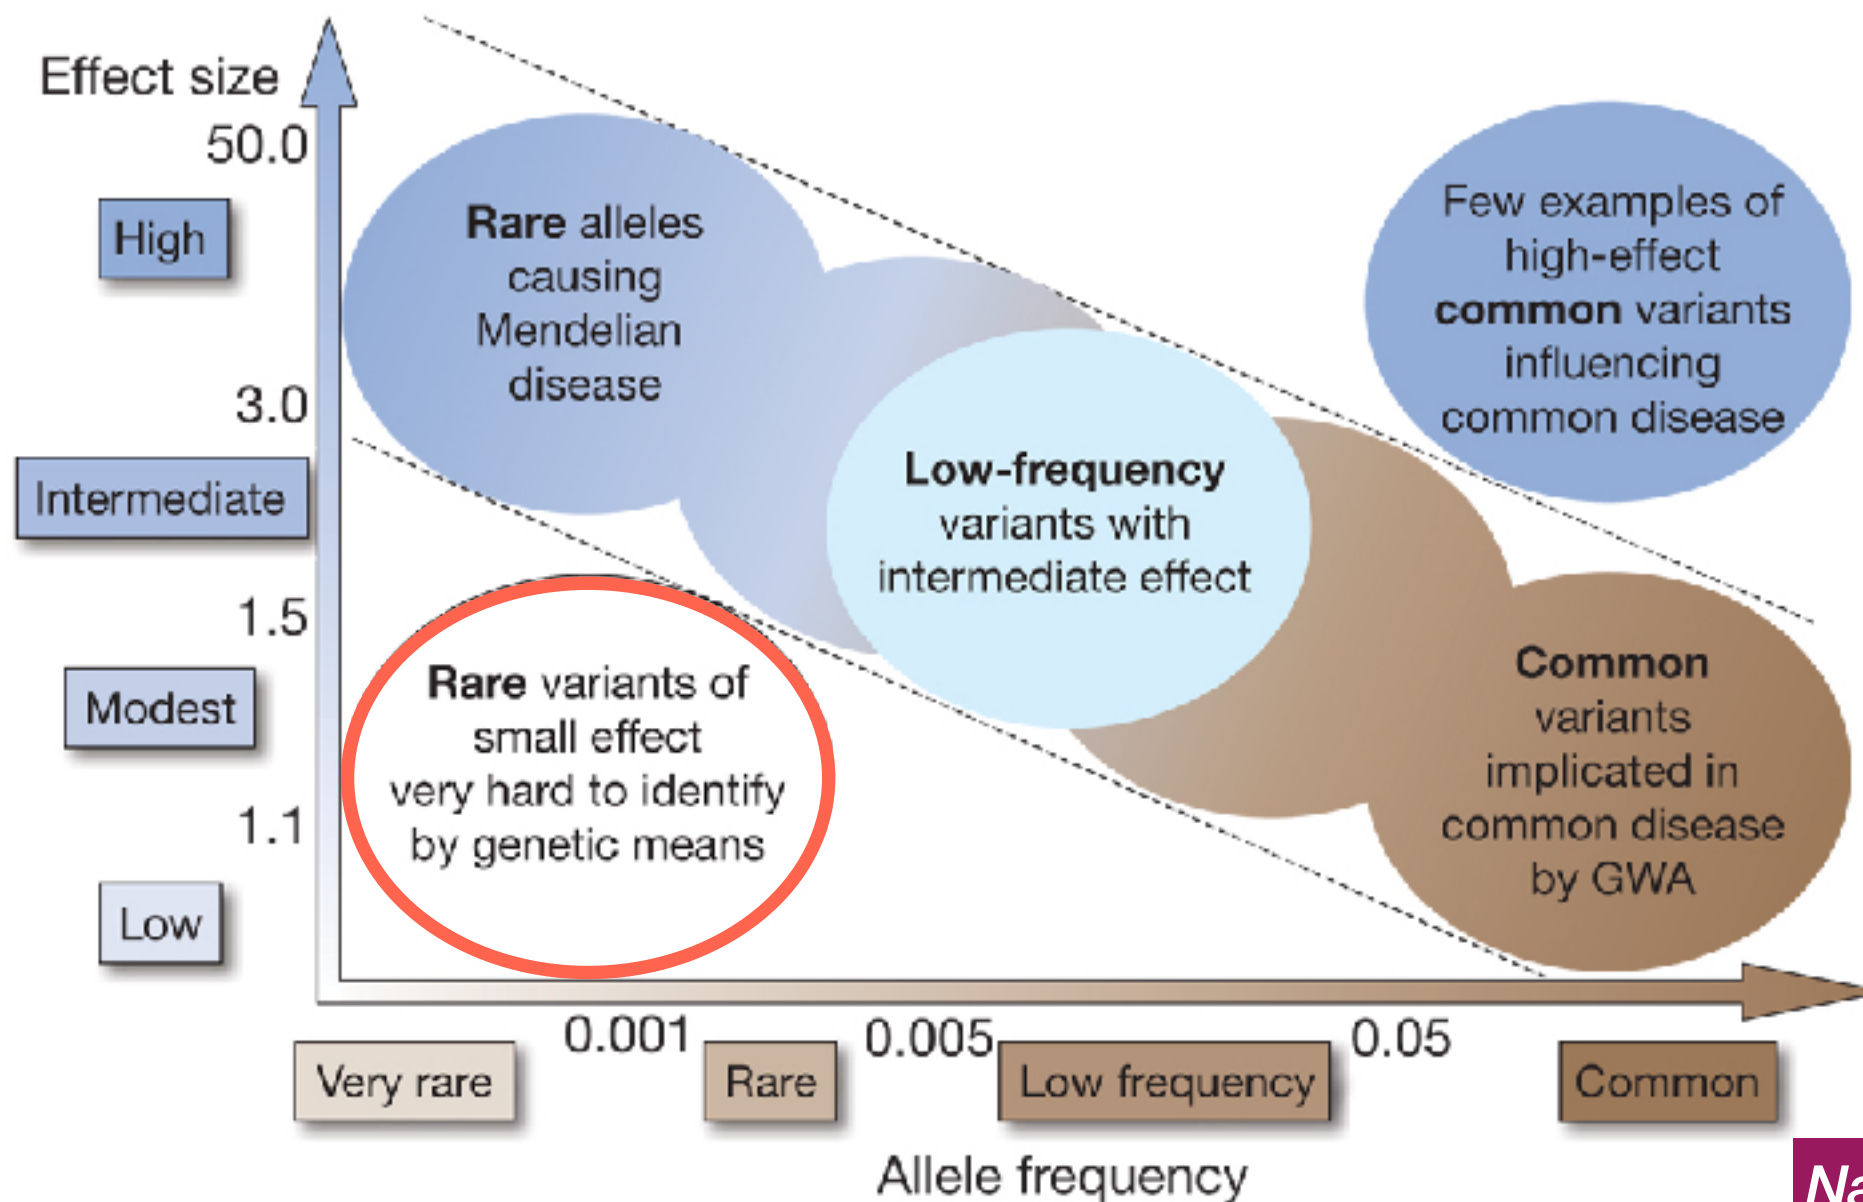 Effect size
50.0
High
3.0
Intermediate
1.5
Modest
1.1
Low
Rare alleles
causing
Mendelian
disease
Few examples of
high-effect
common variants
influencing
common disease
Low-frequency
variants with
intermediate effect
Rare variants of
small effect
very hard to identify
by genetic means
Common
variants
implicated in
common disease
by GWA
0.001
0.005
0.05
Very rare
Rare
Low frequency
Common
Allele frequency
Na